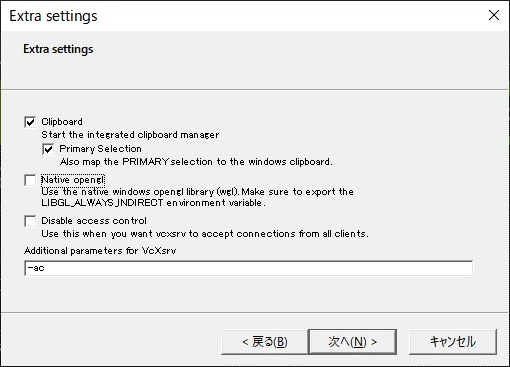 Extra settings
Extra settings
Clipboard
Start the integrated clipboard manager
Primary Selection
Also map the PRIMARY selection to the windows clipboard.
Native opengl
Use the native windows opengl library (wgl). Make sure to export the
LIBGL_ALWAYS_INDIRECT environment variable.
Disable access control
Use this when you want vcxsrv to accept connections from all clients.
Additional parameters for VcXsrv
-ac
< 戻る(B) 次へ(N) > キャンセル